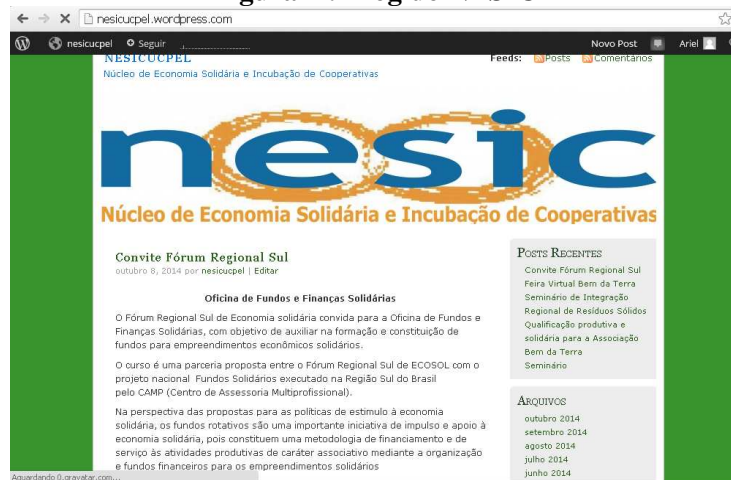 nesicucpel.wordpress.com
nesicucpel Seguir Novo Post Ariel
NESICUCPEL
Feeds: Posts Comentários
Núcleo de Economia Solidária e Incubação de Cooperativas
nesic
Núcleo de Economia Solidária e Incubação de Cooperativas
Convite Fórum Regional Sul
outubro 8, 2014 por nesicucpel | Editar
Oficina de Fundos e Finanças Solidárias
O Fórum Regional Sul de Economia solidária convida para a Oficina de Fundos e
Finanças Solidárias, com objetivo de auxiliar na formação e constituição de
fundos para empreendimentos econômicos solidários.
O curso é uma parceria proposta entre o Fórum Regional Sul de ECOSOL com o
projeto nacional Fundos Solidários executado na Região Sul do Brasil
pelo CAMP (Centro de Assessoria Multiprofissional).
Na perspectiva das propostas para as políticas de estimulo à economia
solidária, os fundos rotativos são uma importante iniciativa de impulso e apoio à
economia solidária, pois constituem uma metodologia de financiamento e de
serviço às atividades produtivas de caráter associativo mediante a organização
e fundos financeiros para os empreendimentos solidários
Posts Recentes
Convite Fórum Regional Sul
Feira Virtual Bem da Terra
Seminário de Integração
Regional de Resíduos Sólidos
Qualificação produtiva e
solidária para a Associação
Bem da Terra
Seminário
Arquivos
outubro 2014
setembro 2014
agosto 2014
julho 2014
junho 2014
Aguardando 0.gravatar.com...